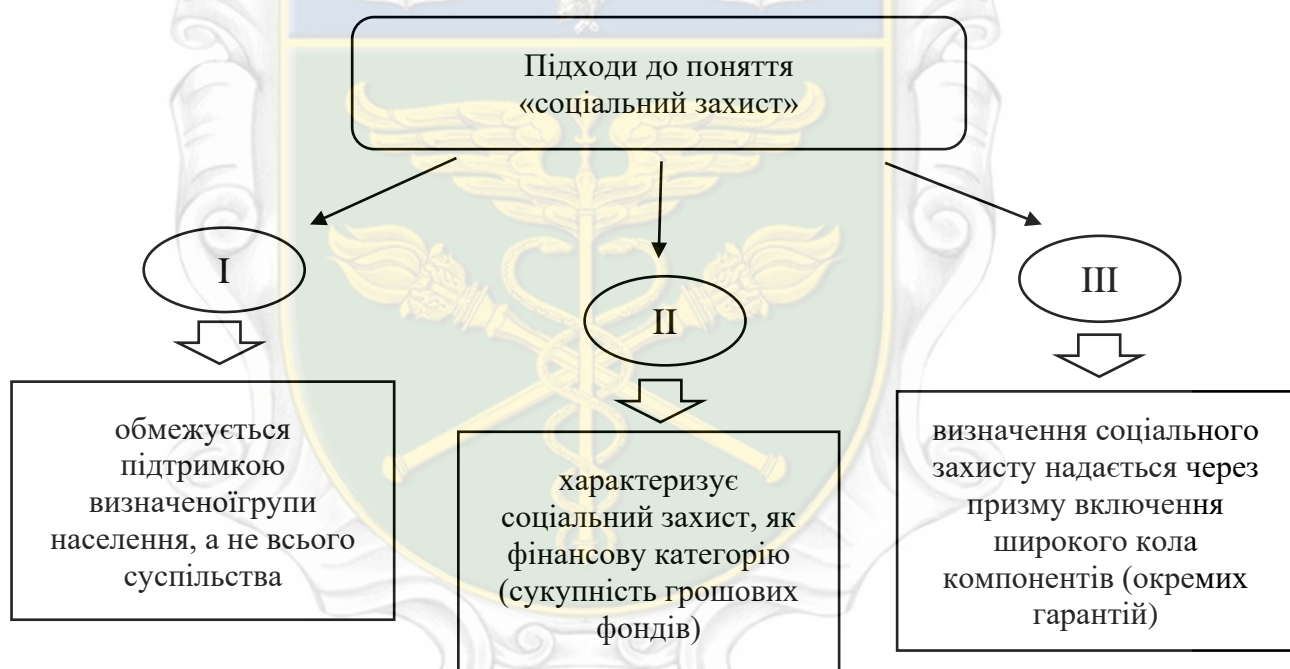 Підходи до поняття
«соціальний захист»
I
II
III
обмежується
підтримкою
визначеноїгрупи
населення, а не всього
суспільства
характеризує
соціальний захист, як
фінансову категорію
(сукупність грошових
фондів)
визначення соціального
захисту надається через
призму включення
широкого кола
компонентів (окремих
гарантій)